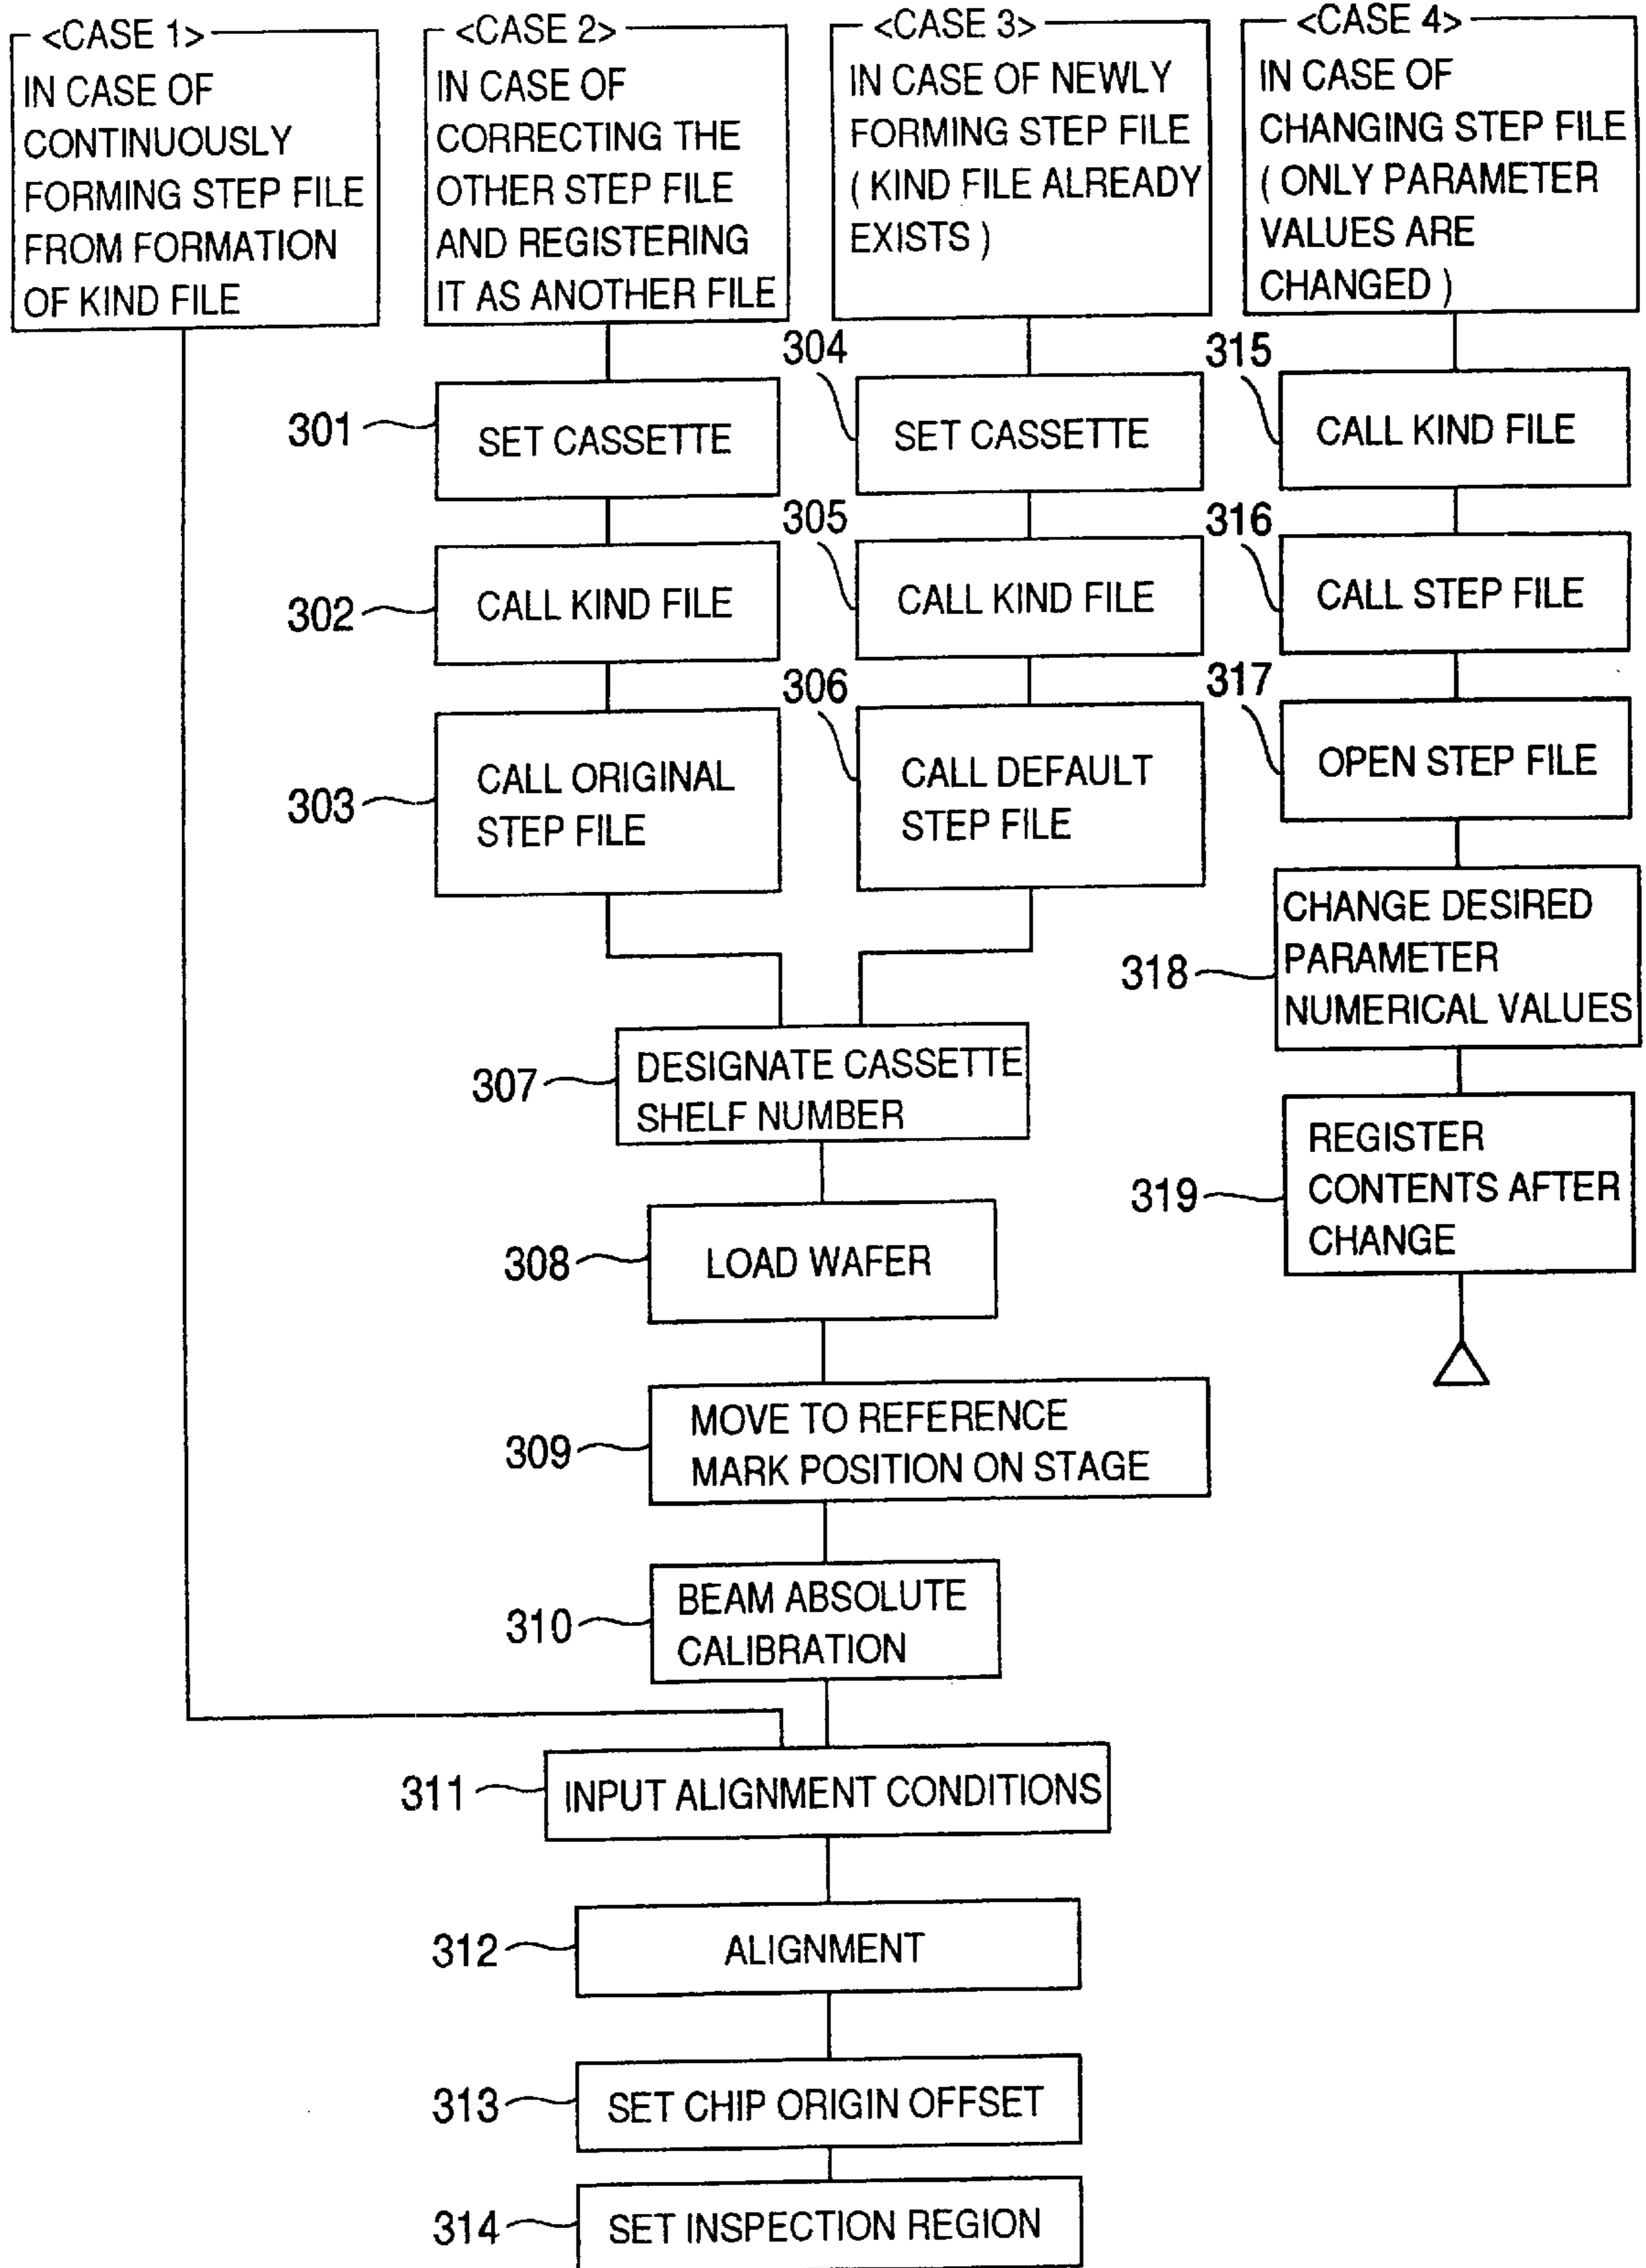 <CASE 1>
IN CASE OF
CONTINUOUSLY
FORMING STEP FILE
FROM FORMATION
OF KIND FILE
<CASE 2>
IN CASE OF
CORRECTING THE
OTHER STEP FILE
AND REGISTERING
IT AS ANOTHER FILE
<CASE 3>
IN CASE OF NEWLY
FORMING STEP FILE
( KIND FILE ALREADY
EXISTS )
<CASE 4>
IN CASE OF
CHANGING STEP FILE
( ONLY PARAMETER
VALUES ARE
CHANGED )
301
SET CASSETTE
302
CALL KIND FILE
303
CALL ORIGINAL
STEP FILE
304
SET CASSETTE
305
CALL KIND FILE
306
CALL DEFAULT
STEP FILE
315
CALL KIND FILE
316
CALL STEP FILE
317
OPEN STEP FILE
318
CHANGE DESIRED
PARAMETER
NUMERICAL VALUES
319
REGISTER
CONTENTS AFTER
CHANGE
307
DESIGNATE CASSETTE
SHELF NUMBER
308
LOAD WAFER
309
MOVE TO REFERENCE
MARK POSITION ON STAGE
310
BEAM ABSOLUTE
CALIBRATION
311
INPUT ALIGNMENT CONDITIONS
312
ALIGNMENT
313
SET CHIP ORIGIN OFFSET
314
SET INSPECTION REGION